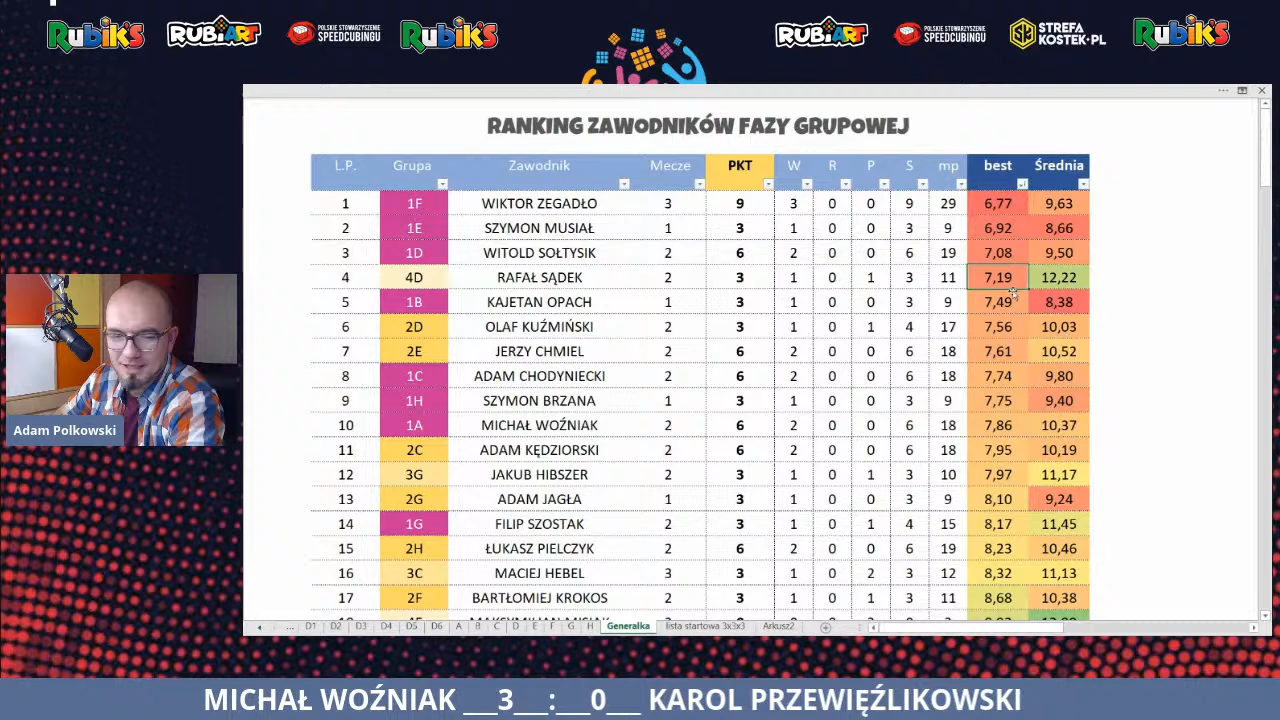 RUBIK'S RUBIART POLSKIE STOWARZYSZENIE SPEEDCUBINGU RUBIK'S RUBIART POLSKIE STOWARZYSZENIE SPEEDCUBINGU STREFA KOSTEK.PL RUBIK'S
RANKING ZAWODNIKÓW FAZY GRUPOWEJ
L.P. Grupa Zawodnik Mecze PKT W R P S mp best Średnia
1 1F WIKTOR ZEGADŁO 3 9 3 0 0 9 29 6,77 9,63
2 1E SZYMON MUSIAŁ 1 3 1 0 0 3 9 6,92 8,66
3 1D WITOLD SOŁTYSIK 2 6 2 0 0 6 19 7,08 9,50
4 4D RAFAŁ SĄDEK 2 3 1 0 1 3 11 7,19 12,22
5 1B KAJETAN OPACH 1 3 1 0 0 3 9 7,49 8,38
6 2D OLAF KUŹMIŃSKI 2 3 1 0 1 4 17 7,56 10,03
7 2E JERZY CHMIEL 2 6 2 0 0 6 18 7,61 10,52
8 1C ADAM CHODYNIECKI 2 6 2 0 0 6 18 7,74 9,80
9 1H SZYMON BRZANA 1 3 1 0 0 3 9 7,75 9,40
10 1A MICHAŁ WOŹNIAK 2 6 2 0 0 6 18 7,86 10,37
11 2C ADAM KĘDZIORSKI 2 6 2 0 0 6 18 7,95 10,19
12 3G JAKUB HIBSZER 2 3 1 0 1 3 10 7,97 11,17
13 2G ADAM JAGŁA 1 3 1 0 0 3 9 8,10 9,24
14 1G FILIP SZOSTAK 2 3 1 0 1 4 15 8,17 11,45
15 2H ŁUKASZ PIELCZYK 2 6 2 0 0 6 19 8,23 10,46
16 3C MACIEJ HEBEL 3 3 1 0 2 3 12 8,32 11,13
17 2F BARTŁOMIEJ KROKOS 2 3 1 0 1 3 11 8,68 10,38
Adam Polkowski
... D1 D2 D3 D4 D5 D6 A B C D E F G H Generalka lista startowa 3x3x3 Arkusz2
MICHAŁ WOŹNIAK ___3___:___0___ KAROL PRZEWIĘŹLIKOWSKI